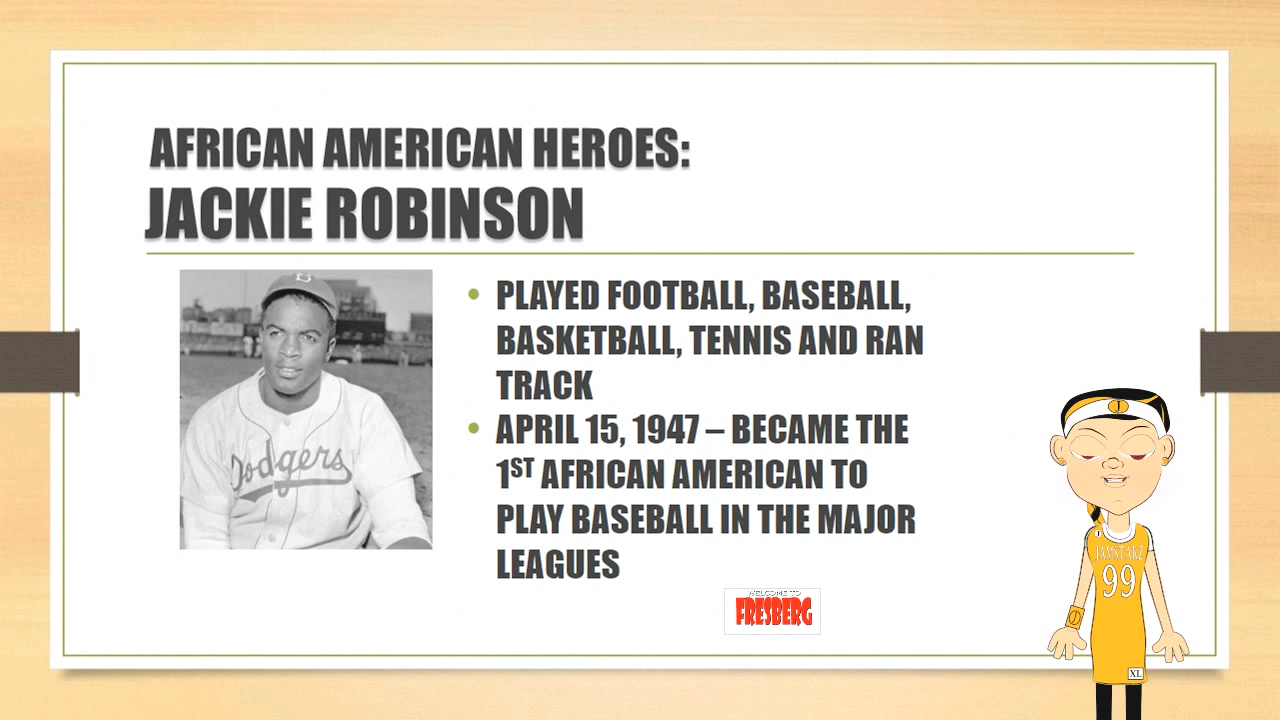 AFRICAN AMERICAN HEROES:
JACKIE ROBINSON
Dodgers
• PLAYED FOOTBALL, BASEBALL,
BASKETBALL, TENNIS AND RAN
TRACK
• APRIL 15, 1947 – BECAME THE
1ST AFRICAN AMERICAN TO
PLAY BASEBALL IN THE MAJOR
LEAGUES
WELCOME TO
FRESBERG
JAYSTARZ
99
XL